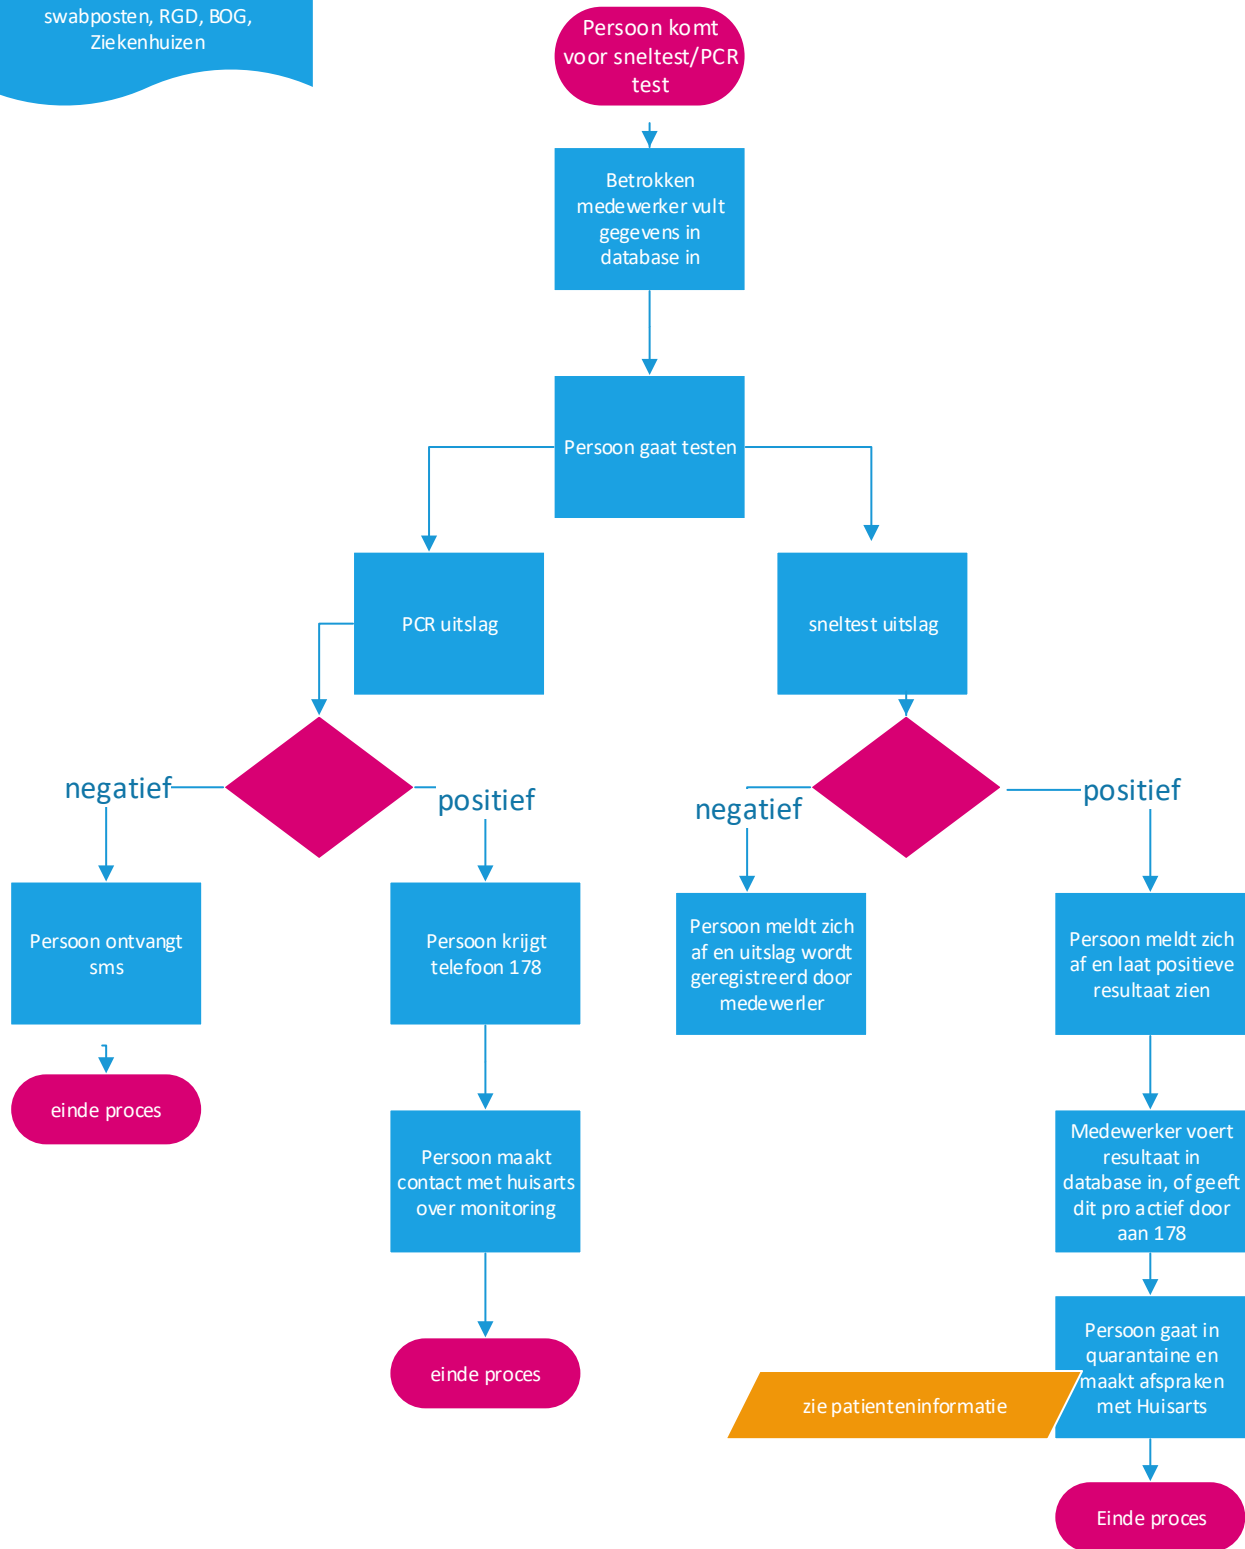 swabposten, RGD, BOG,
Ziekenhuizen
Persoon komt
voor sneltest/PCR
test
Betrokken
medewerker vult
gegevens in
database in
Persoon gaat testen
PCR uitslag
sneltest uitslag
negatief
positief
negatief
positief
Persoon ontvangt
sms
Persoon krijgt
telefoon 178
Persoon meldt zich
af en uitslag wordt
geregistreerd door
medewerler
Persoon meldt zich
af en laat positieve
resultaat zien
einde proces
Persoon maakt
contact met huisarts
over monitoring
Medewerker voert
resultaat in
database in, of geeft
dit pro actief door
aan 178
einde proces
zie patienteninformatie
Persoon gaat in
quarantaine en
maakt afspraken
met Huisarts
Einde proces